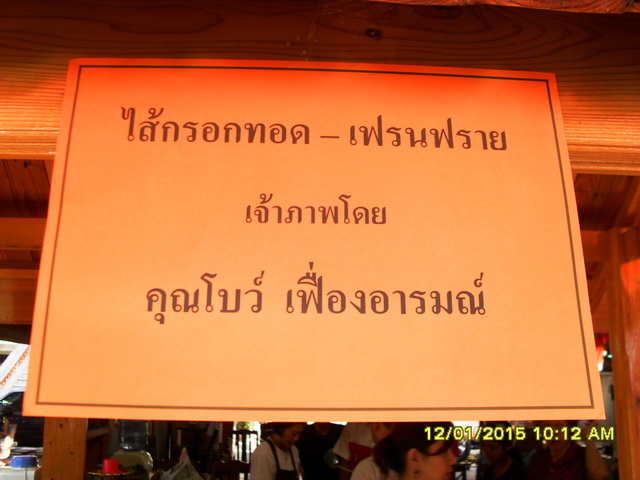 ไส้กรอกทอด – เฟรนฟราย
เจ้าภาพโดย
คุณโบว์ เฟื่องอารมณ์
12/01/2015 10:12 AM